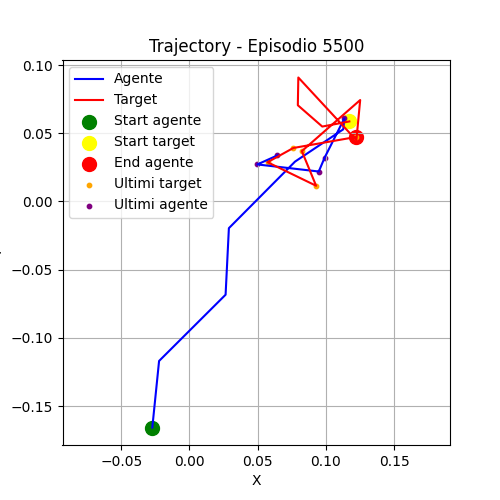 Trajectory - Episodio 5500
Agente
Target
Start agente
Start target
End agente
Ultimi target
Ultimi agente
0.10
0.05
0.00
−0.05
−0.10
−0.15
−0.05
0.00
0.05
0.10
0.15
X